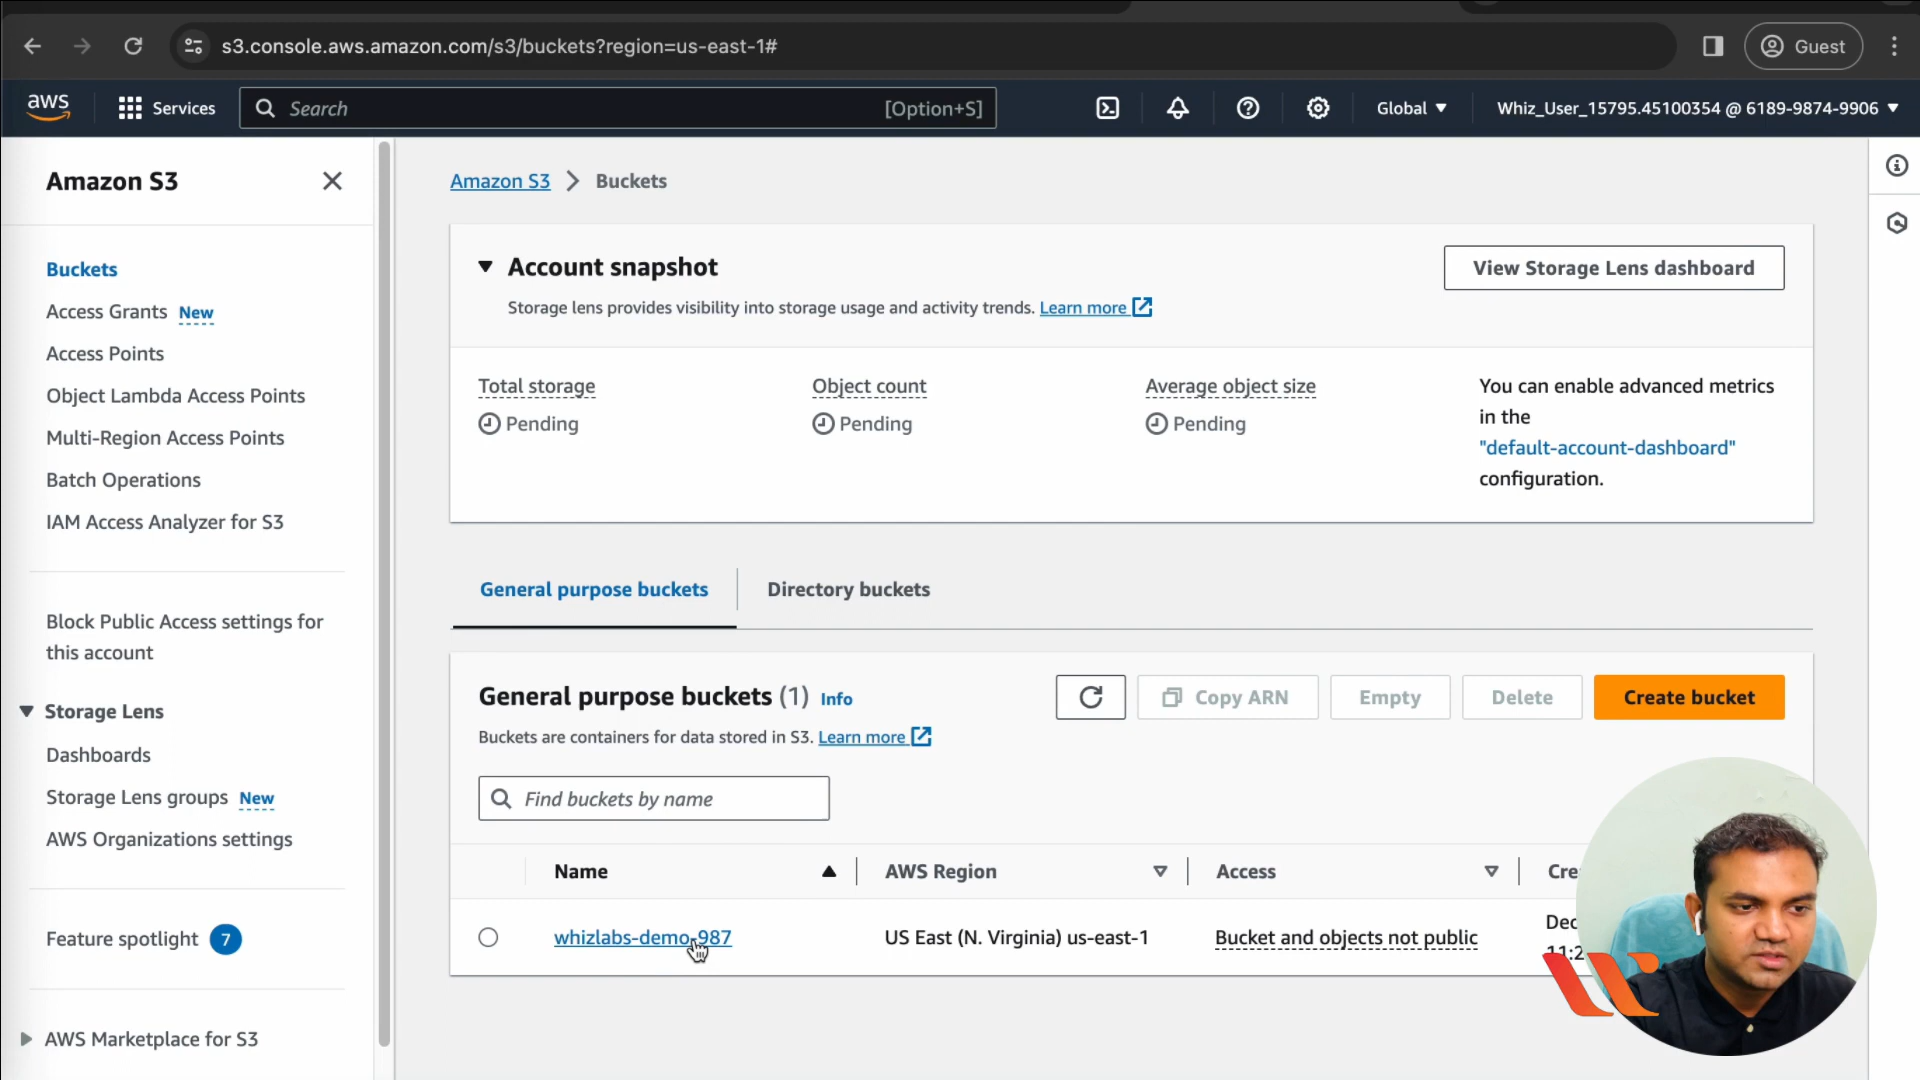 s3.console.aws.amazon.com/s3/buckets?region=us-east-1#
Guest
aws
Services
Search
[Option+S]
Global
Whiz_User_15795.45100354 @ 6189-9874-9906
Amazon S3
Buckets
Access Grants New
Access Points
Object Lambda Access Points
Multi-Region Access Points
Batch Operations
IAM Access Analyzer for S3
Block Public Access settings for
this account
Storage Lens
Dashboards
Storage Lens groups New
AWS Organizations settings
Feature spotlight 7
AWS Marketplace for S3
Amazon S3 > Buckets
Account snapshot
View Storage Lens dashboard
Storage lens provides visibility into storage usage and activity trends. Learn more
Total storage
Pending
Object count
Pending
Average object size
Pending
You can enable advanced metrics
in the
"default-account-dashboard"
configuration.
General purpose buckets
Directory buckets
General purpose buckets (1) Info
Copy ARN
Empty
Delete
Create bucket
Buckets are containers for data stored in S3. Learn more
Find buckets by name
Name
AWS Region
Access
Cre
whizlabs-demo-987
US East (N. Virginia) us-east-1
Bucket and objects not public
Dec
11:2